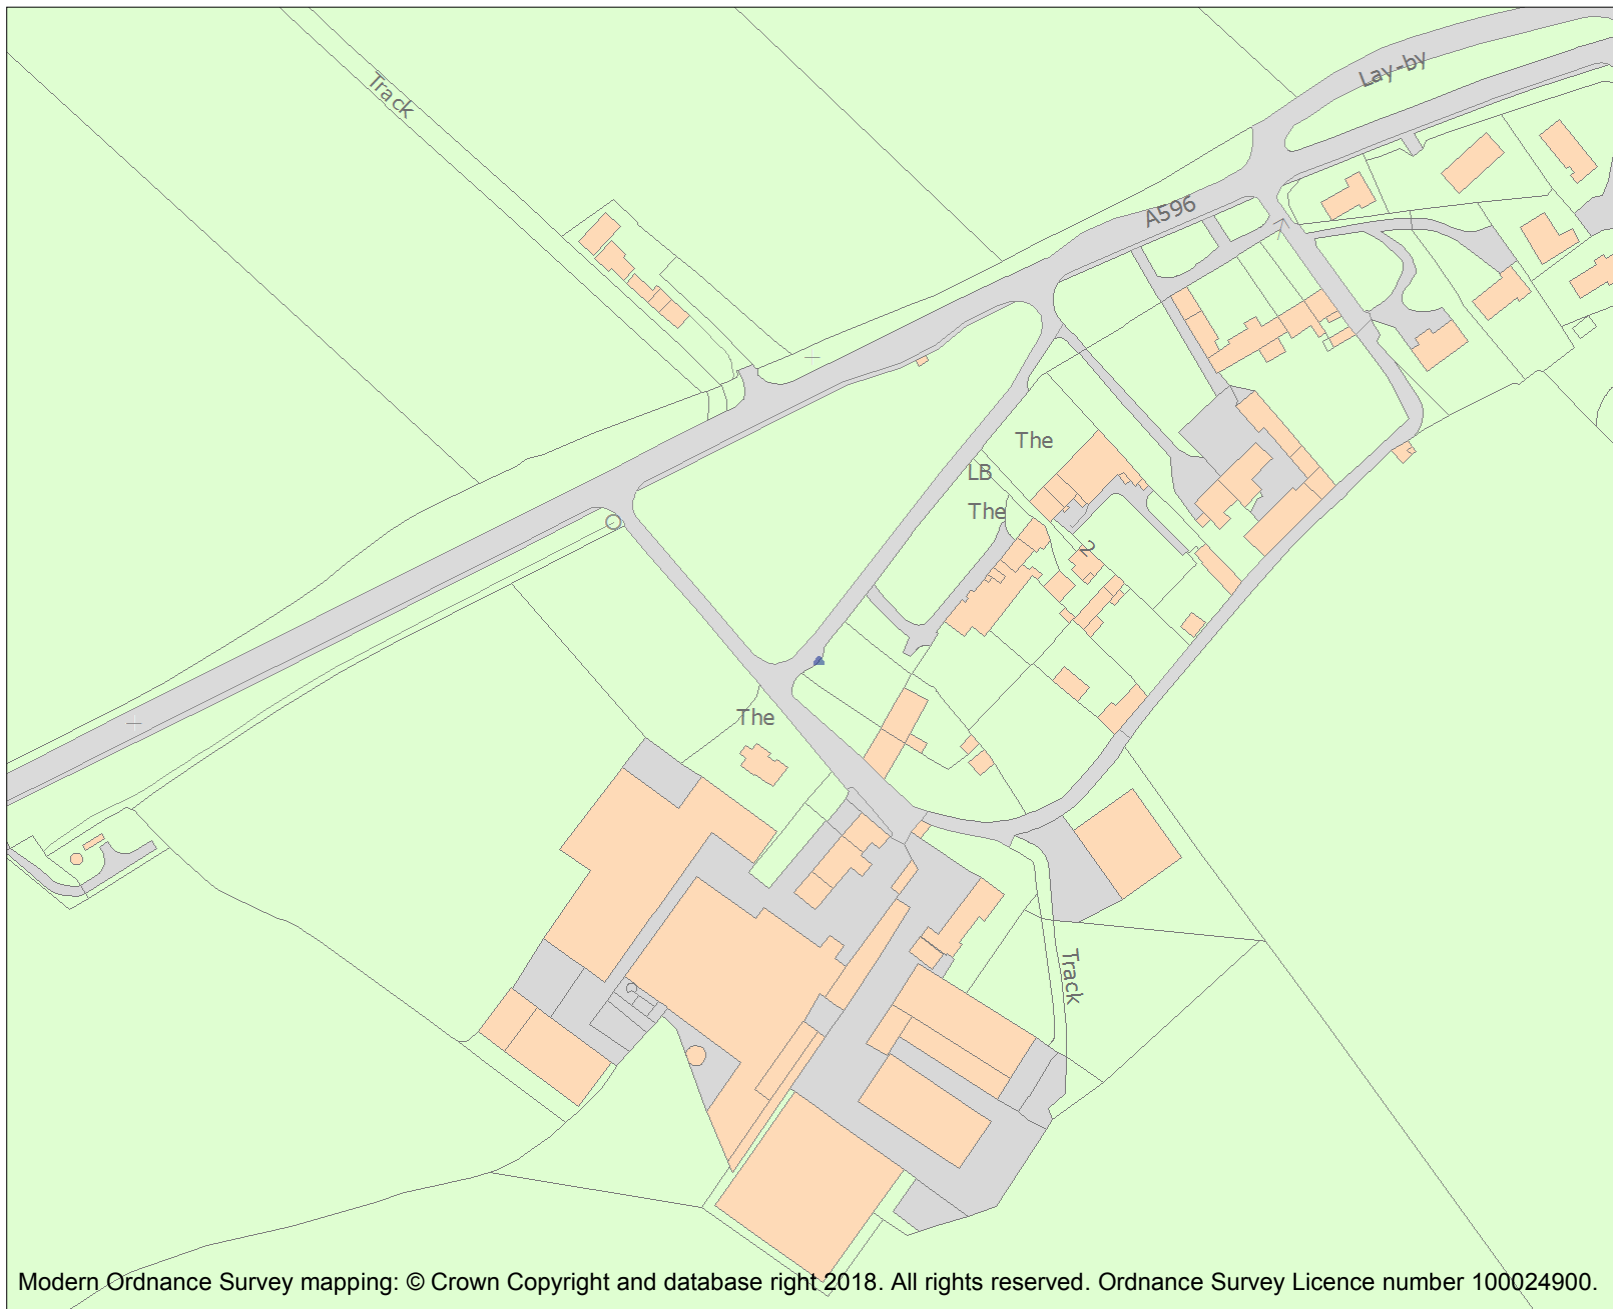 Lay-by
Track
A596
The
LB
The
2
The
Track
Modern Ordnance Survey mapping: © Crown Copyright and database right 2018. All rights reserved. Ordnance Survey Licence number 100024900.